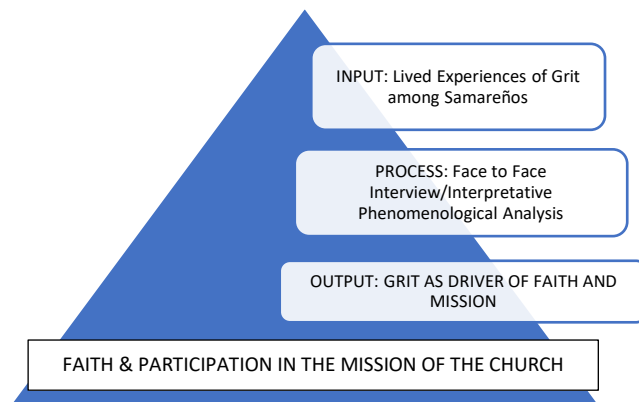 INPUT: Lived Experiences of Grit
among Samareños
PROCESS: Face to Face
Interview/Interpretative
Phenomenological Analysis
OUTPUT: GRIT AS DRIVER OF FAITH AND
MISSION
FAITH & PARTICIPATION IN THE MISSION OF THE CHURCH